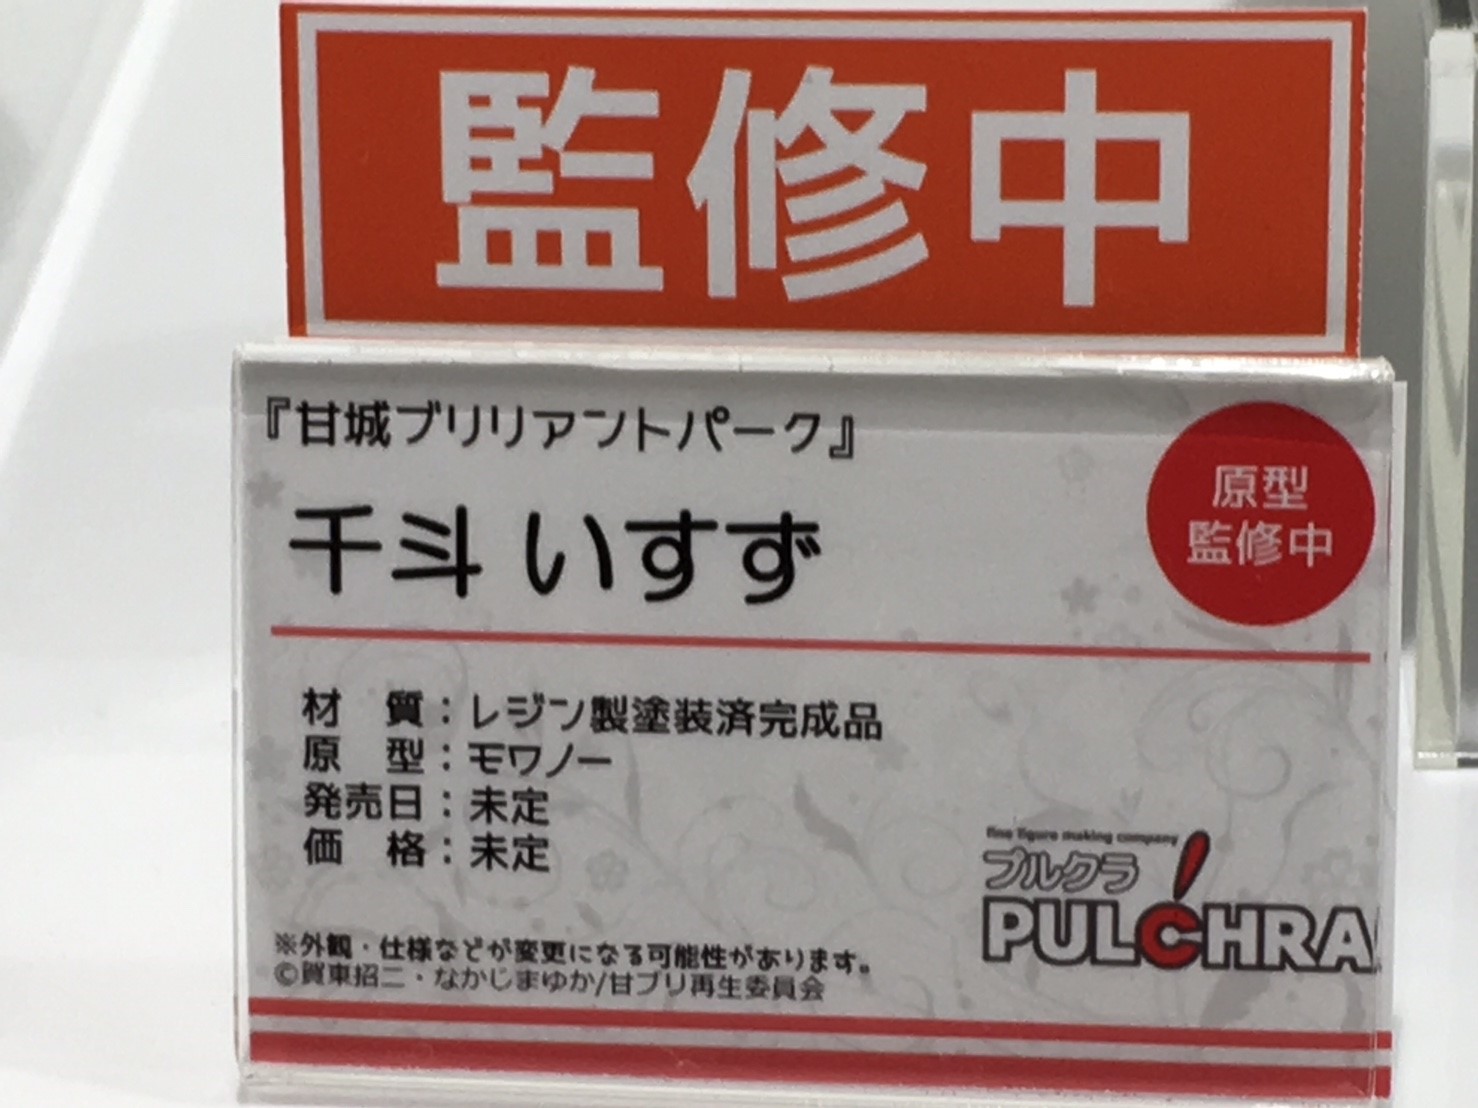 監修中
『甘城ブリリアントパーク』
千斗 いすず
原型
監修中
材　質：レジン製塗装済完成品
原　型：モワノー
発売日：未定
価　格：未定
fine figure making company
プルクラ
PULCHRA
※外観・仕様などが変更になる可能性があります。
©賀東招二・なかじまゆか/甘ブリ再生委員会